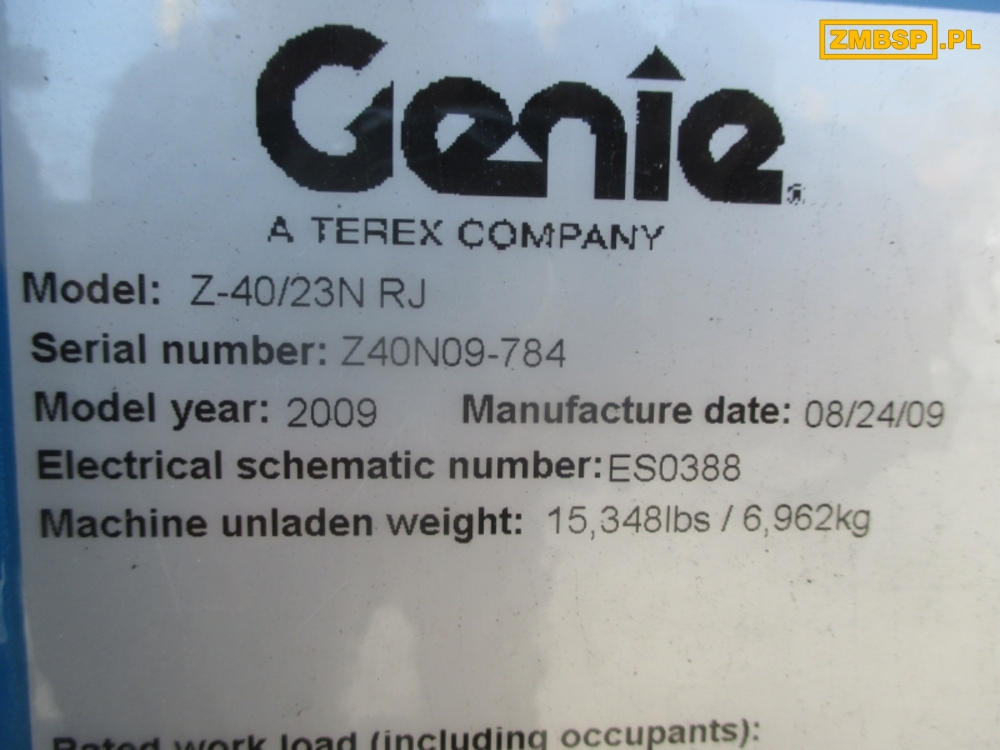 ZMBSP.PL
Genie®
A TEREX COMPANY
Model: Z-40/23N RJ
Serial number: Z40N09-784
Model year: 2009 Manufacture date: 08/24/09
Electrical schematic number: ES0388
Machine unladen weight: 15,348lbs / 6,962kg
Rated work load (including occupants):